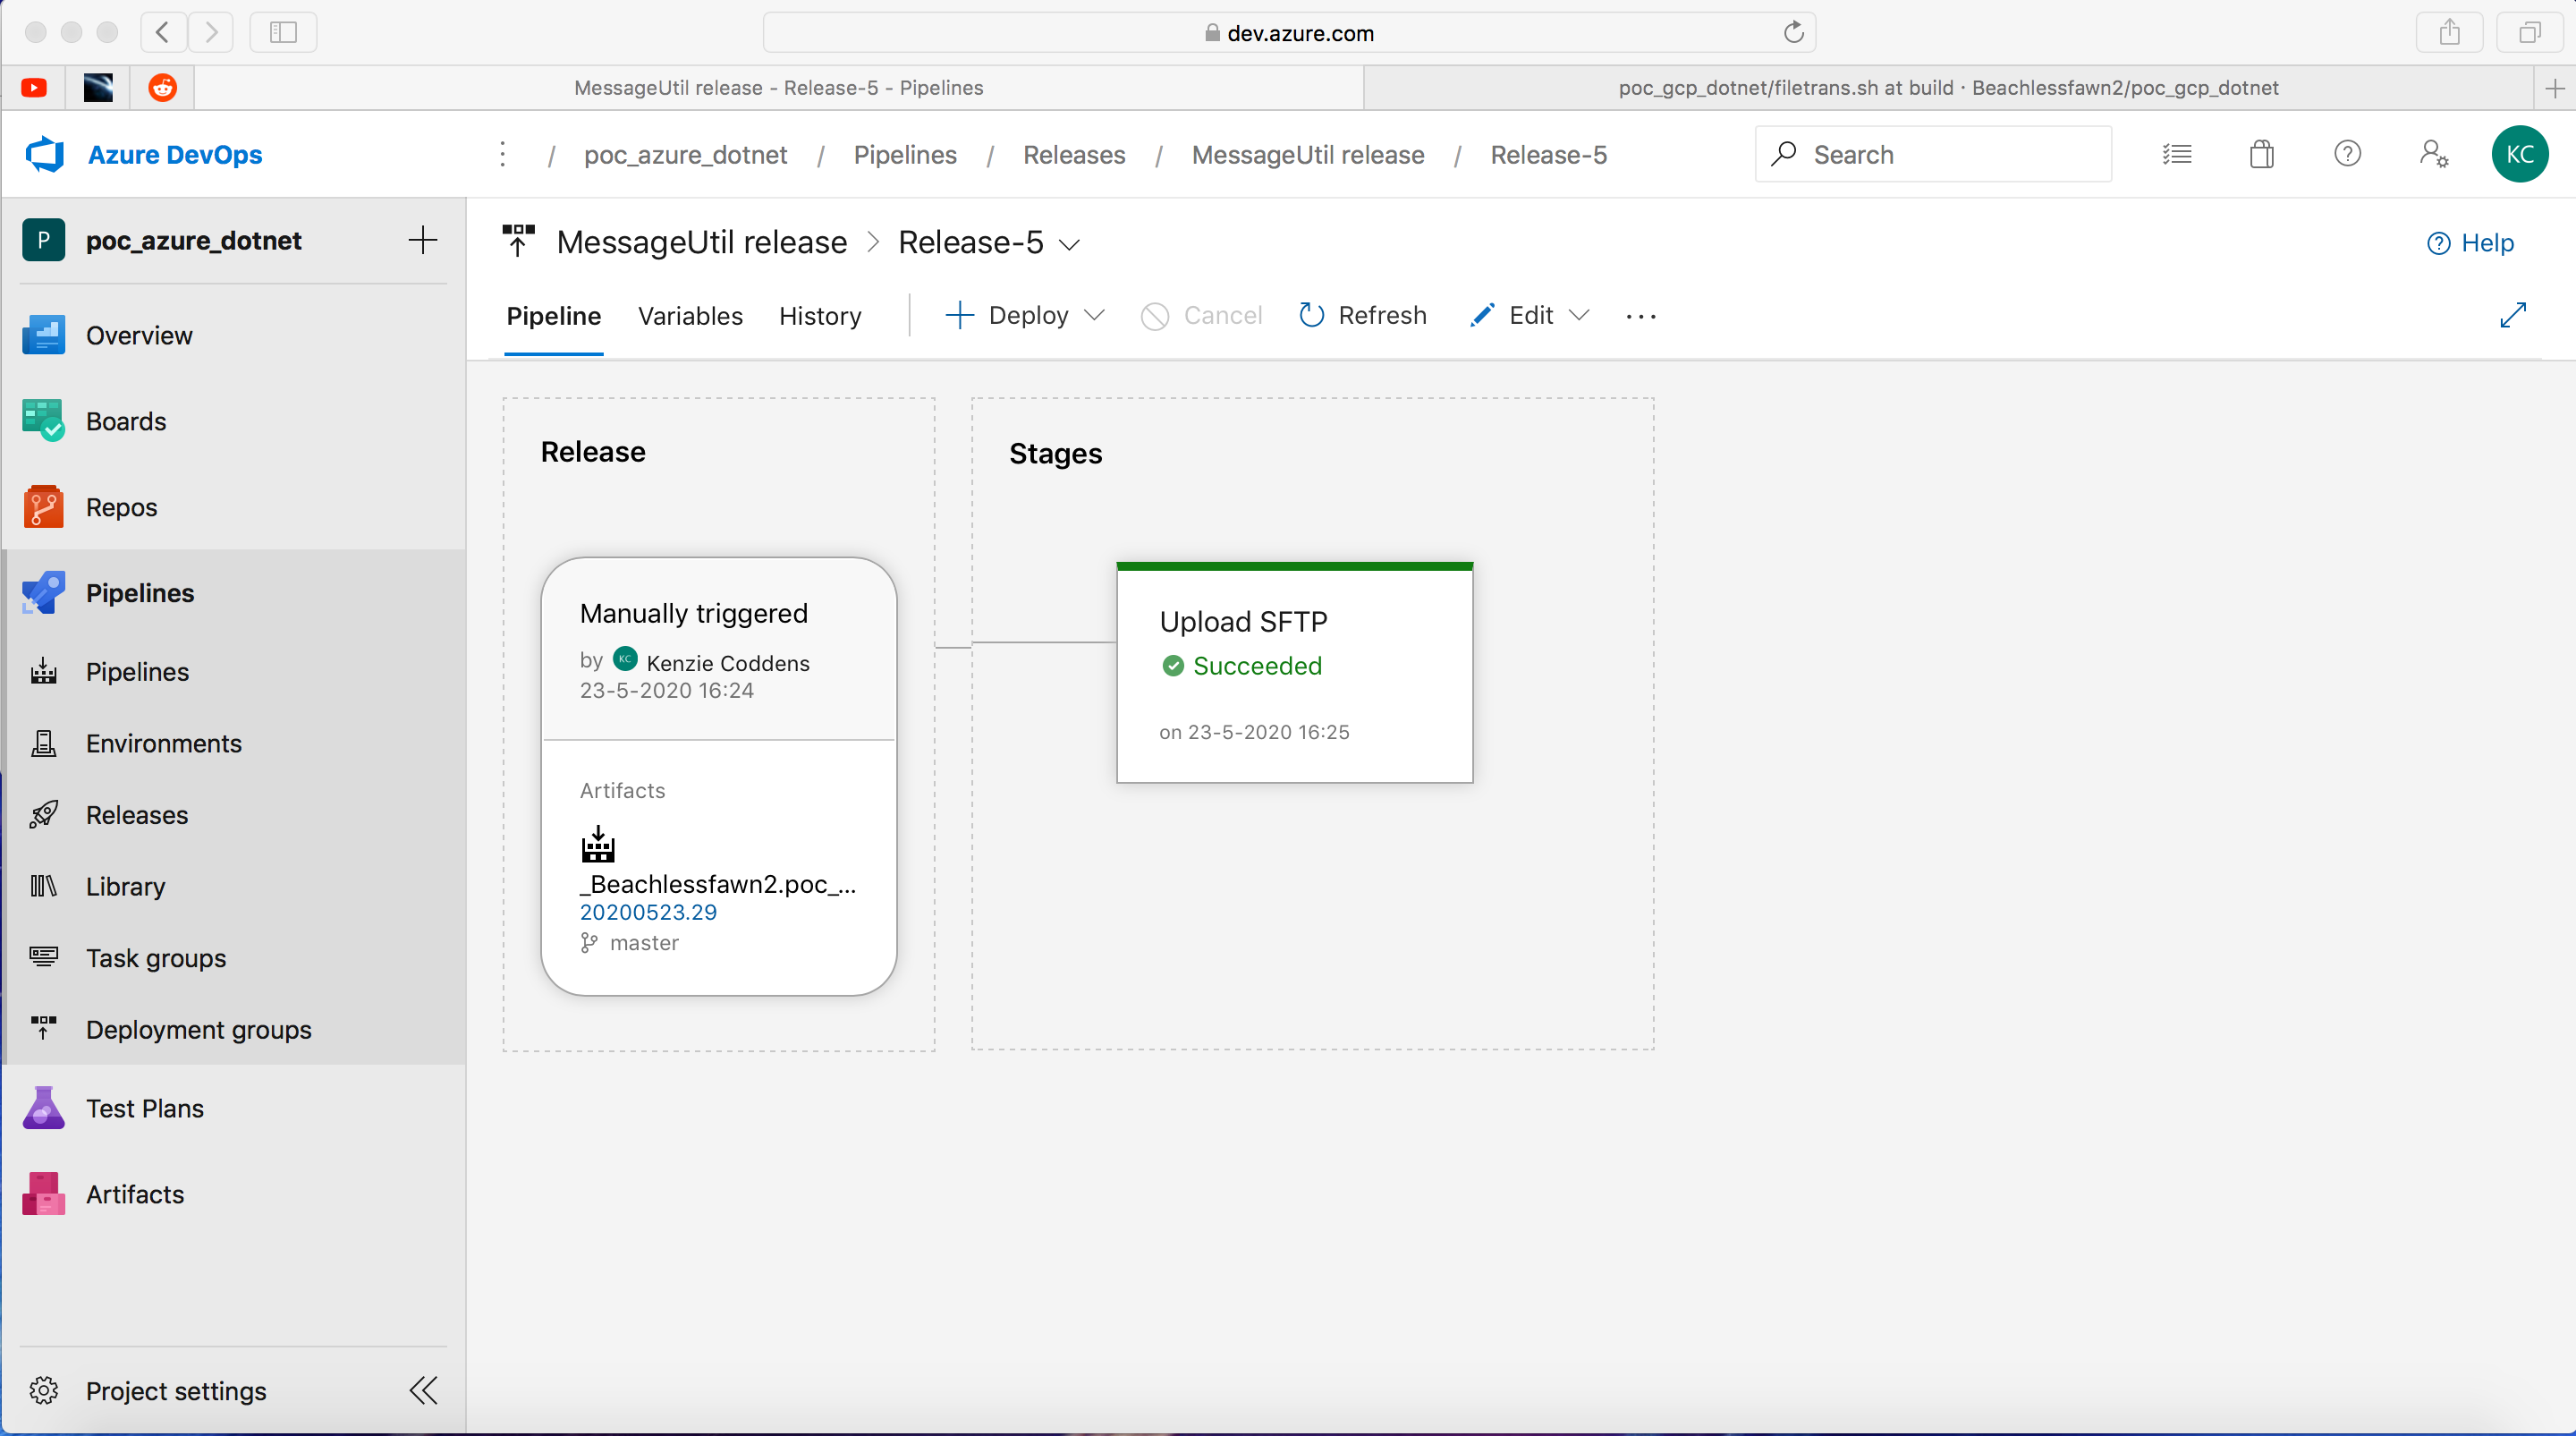 dev.azure.com
MessageUtil release - Release-5 - Pipelines
poc_gcp_dotnet/filetrans.sh at build · Beachlessfawn2/poc_gcp_dotnet
Azure DevOps
/ poc_azure_dotnet / Pipelines / Releases / MessageUtil release / Release-5
Search
KC
P poc_azure_dotnet
Overview
Boards
Repos
Pipelines
Pipelines
Environments
Releases
Library
Task groups
Deployment groups
Test Plans
Artifacts
Project settings
MessageUtil release > Release-5
Help
Pipeline Variables History Deploy Cancel Refresh Edit ...
Release
Manually triggered
by KC Kenzie Coddens
23-5-2020 16:24
Artifacts
_Beachlessfawn2.poc_...
20200523.29
master
Stages
Upload SFTP
Succeeded
on 23-5-2020 16:25